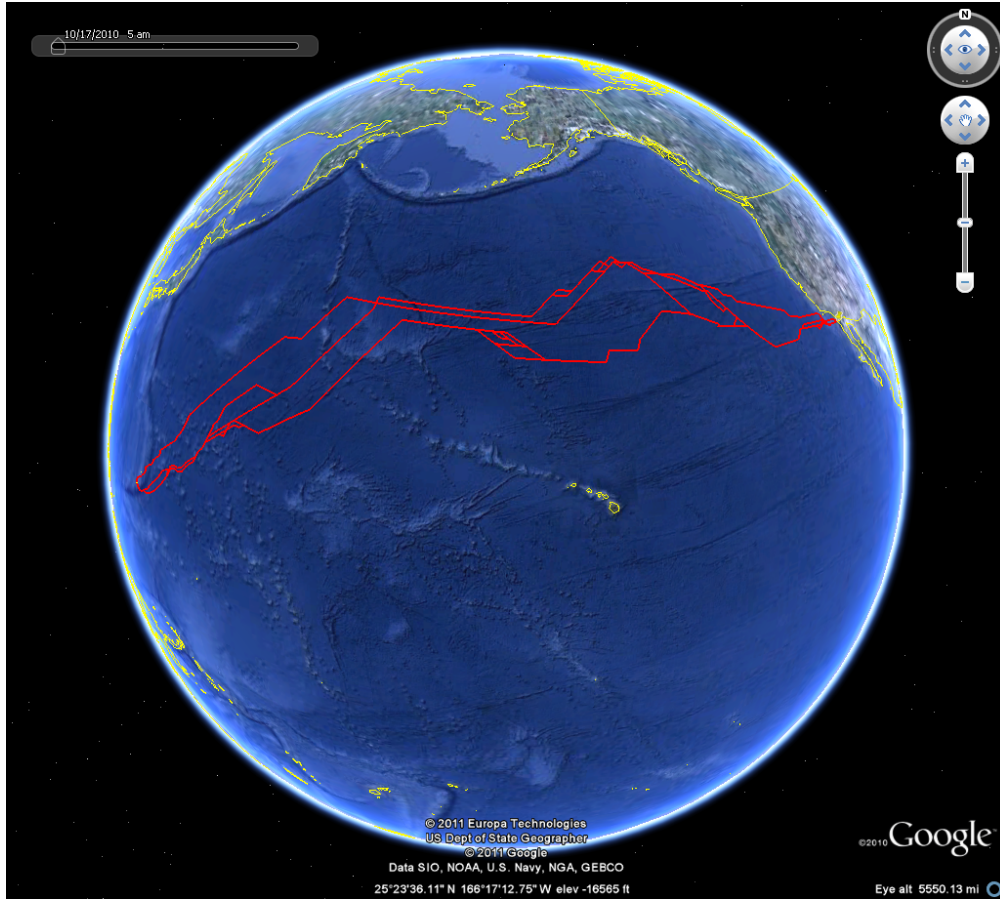 10/17/2010 5 am
N
© 2011 Europa Technologies
US Dept of State Geographer
© 2011 Google
Data SIO, NOAA, U.S. Navy, NGA, GEBCO
©2010 Google
25°23'36.11" N 166°17'12.75" W elev -16565 ft
Eye alt 5550.13 mi